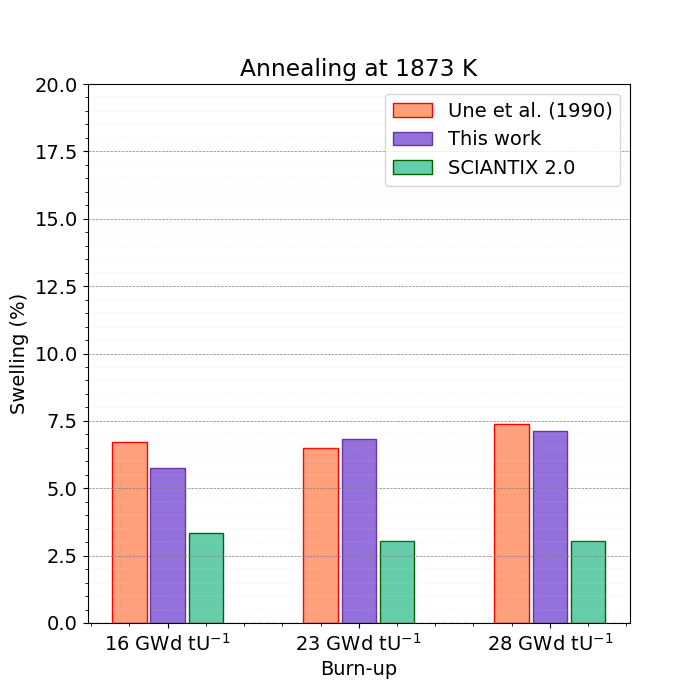 Annealing at 1873 K
20.0
17.5
15.0
12.5
10.0
7.5
5.0
2.5
0.0
Swelling (%)
Une et al. (1990)
This work
SCIANTIX 2.0
16 GWd tU⁻¹ 23 GWd tU⁻¹ 28 GWd tU⁻¹
Burn-up